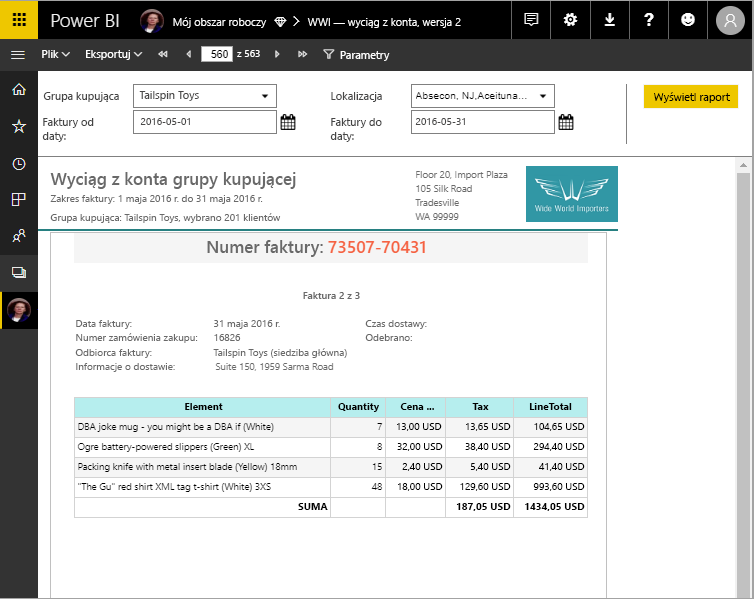 Power BI Mój obszar roboczy > WWI — wyciąg z konta, wersja 2
Plik Eksportuj 560 z 563 Parametry
Grupa kupująca Tailspin Toys Lokalizacja Absecon, NJ,Aceituna... Wyświetl raport
Faktury od daty: 2016-05-01 Faktury do daty: 2016-05-31
Wyciąg z konta grupy kupującej
Zakres faktury: 1 maja 2016 r. do 31 maja 2016 r.
Grupa kupująca: Tailspin Toys, wybrano 201 klientów
Floor 20, Import Plaza
105 Silk Road
Tradesville
WA 99999
Wide World Importers
Numer faktury: 73507-70431
Faktura 2 z 3
Data faktury: 31 maja 2016 r. Czas dostawy:
Numer zamówienia zakupu: 16826 Odebrano:
Odbiorca faktury: Tailspin Toys (siedziba główna)
Informacje o dostawie: Suite 150, 1959 Sarma Road
Element Quantity Cena ... Tax LineTotal
DBA joke mug - you might be a DBA if (White) 7 13,00 USD 13,65 USD 104,65 USD
Ogre battery-powered slippers (Green) XL 8 32,00 USD 38,40 USD 294,40 USD
Packing knife with metal insert blade (Yellow) 18mm 15 2,40 USD 5,40 USD 41,40 USD
"The Gu" red shirt XML tag t-shirt (White) 3XS 48 18,00 USD 129,60 USD 993,60 USD
SUMA 187,05 USD 1434,05 USD